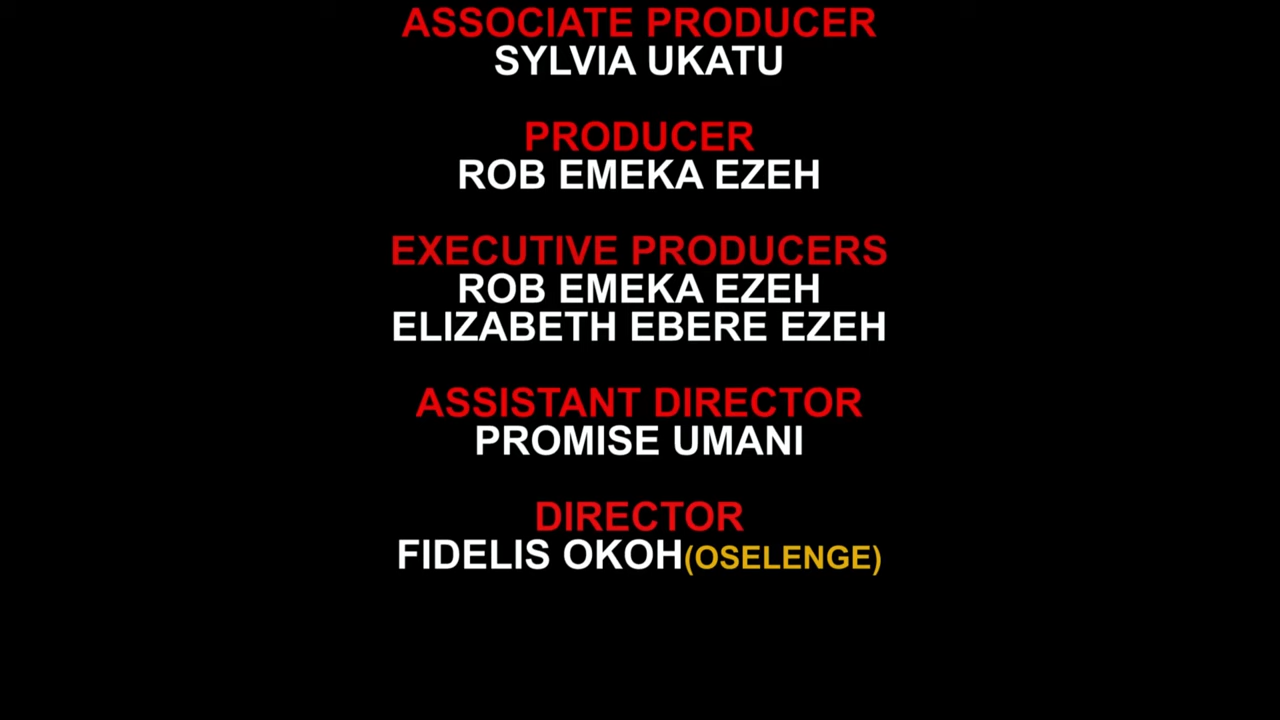 ASSOCIATE PRODUCER
SYLVIA UKATU
PRODUCER
ROB EMEKA EZEH
EXECUTIVE PRODUCERS
ROB EMEKA EZEH
ELIZABETH EBERE EZEH
ASSISTANT DIRECTOR
PROMISE UMANI
DIRECTOR
FIDELIS OKOH(OSELENGE)